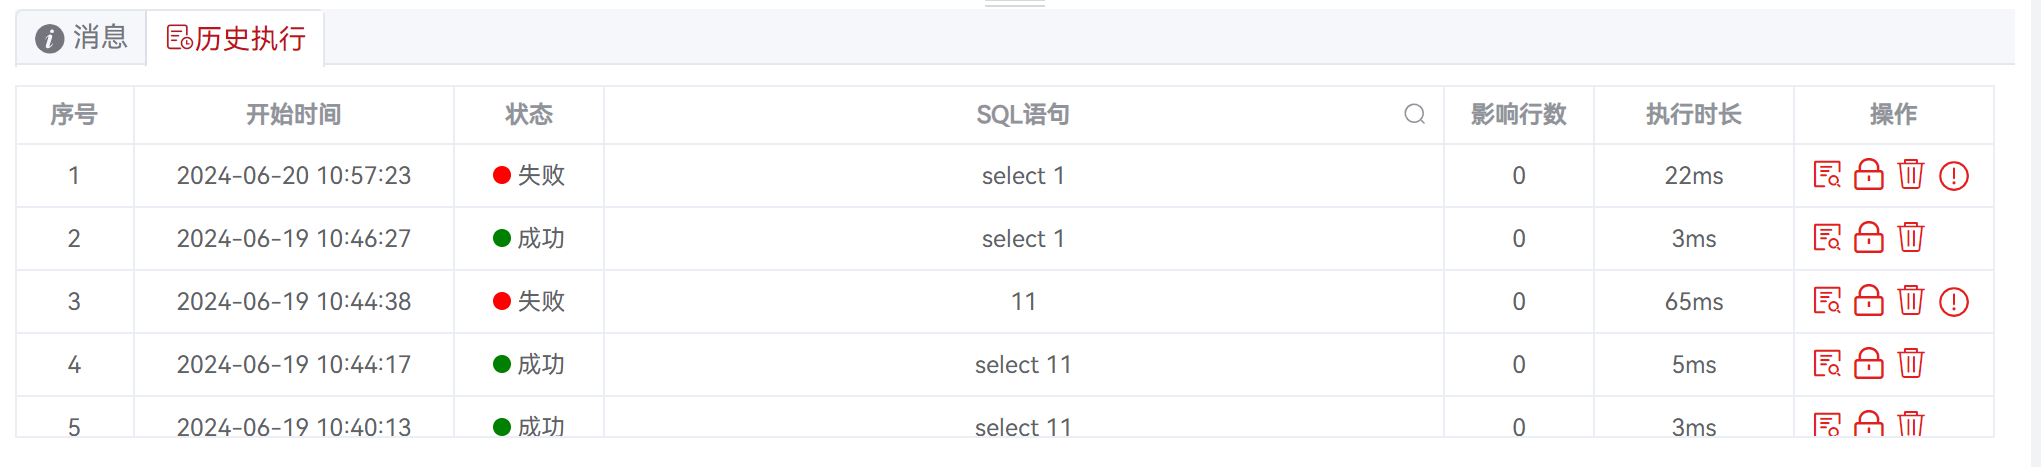 消息 历史执行
序号 开始时间 状态 SQL语句 影响行数 执行时长 操作
1 2024-06-20 10:57:23 失败 select 1 0 22ms
2 2024-06-19 10:46:27 成功 select 1 0 3ms
3 2024-06-19 10:44:38 失败 11 0 65ms
4 2024-06-19 10:44:17 成功 select 11 0 5ms
5 2024-06-19 10:40:13 成功 select 11 0 3ms